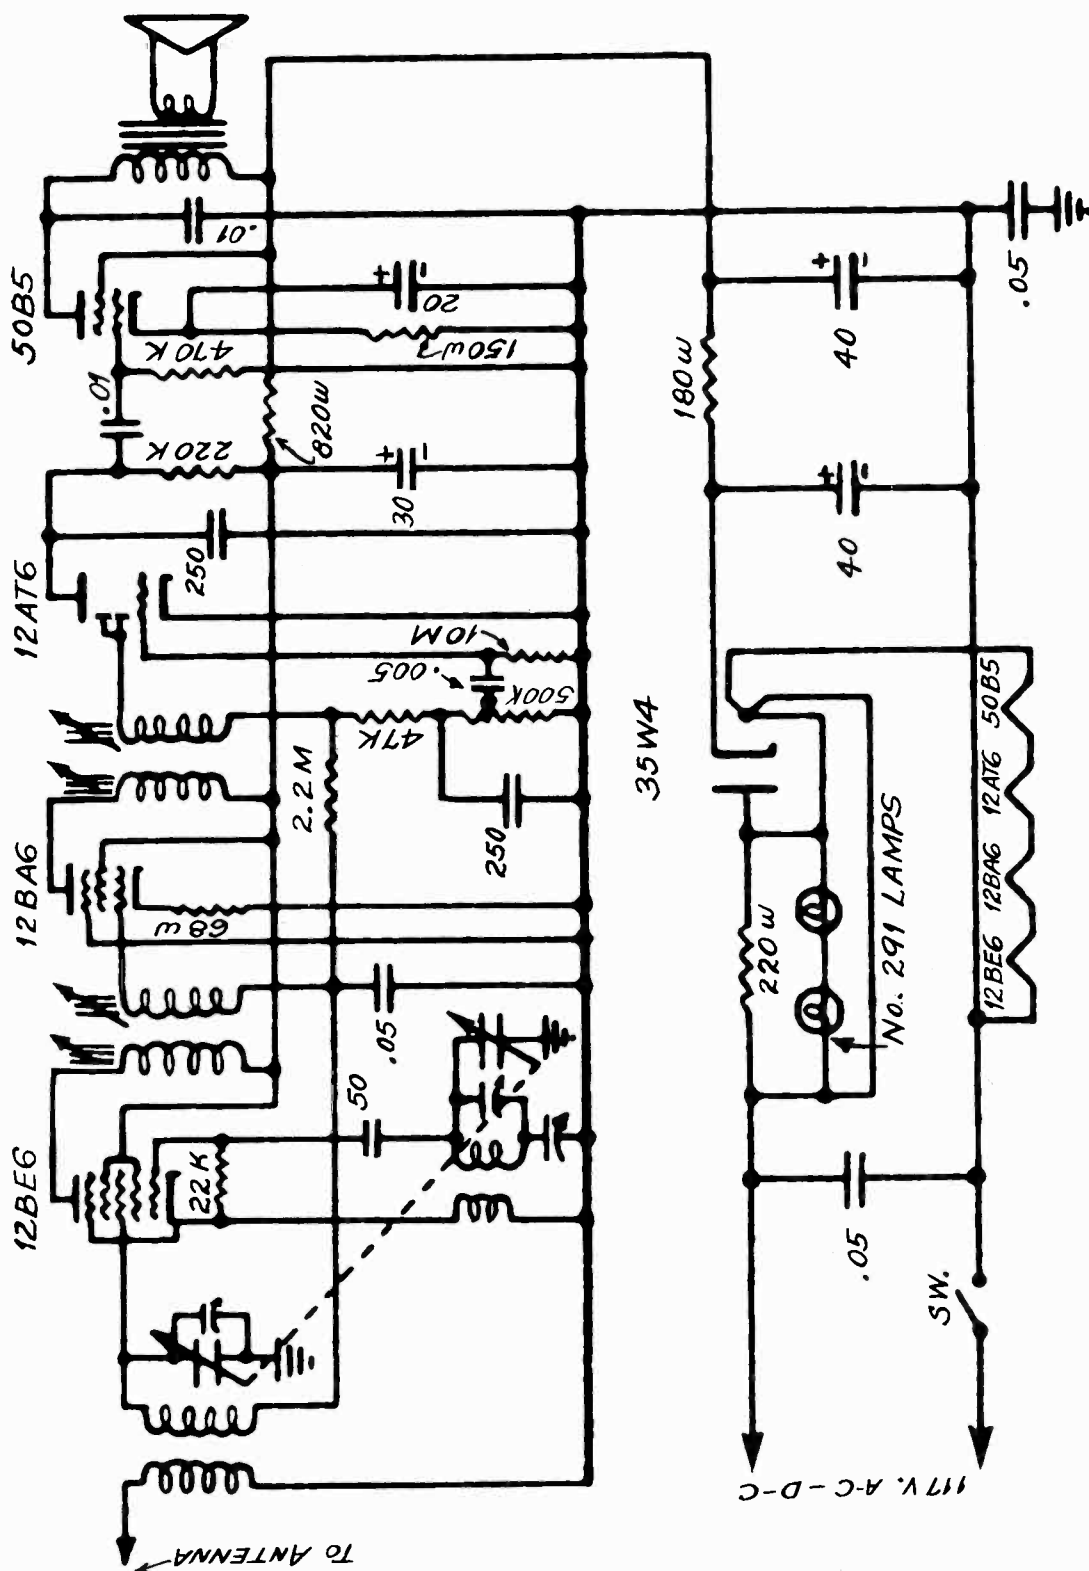 50B5
.01
20
150w
470K
.01
820w
220K
30
250
12AT6
10M
.005
500K
47K
2.2M
250
12BA6
68w
.05
50
22K
12BE6
To ANTENNA
.05
40
180w
40
35W4
220w
No. 291 LAMPS
50B5
12AT6
12BA6
12BE6
.05
SW.
117V. A-C-D-C